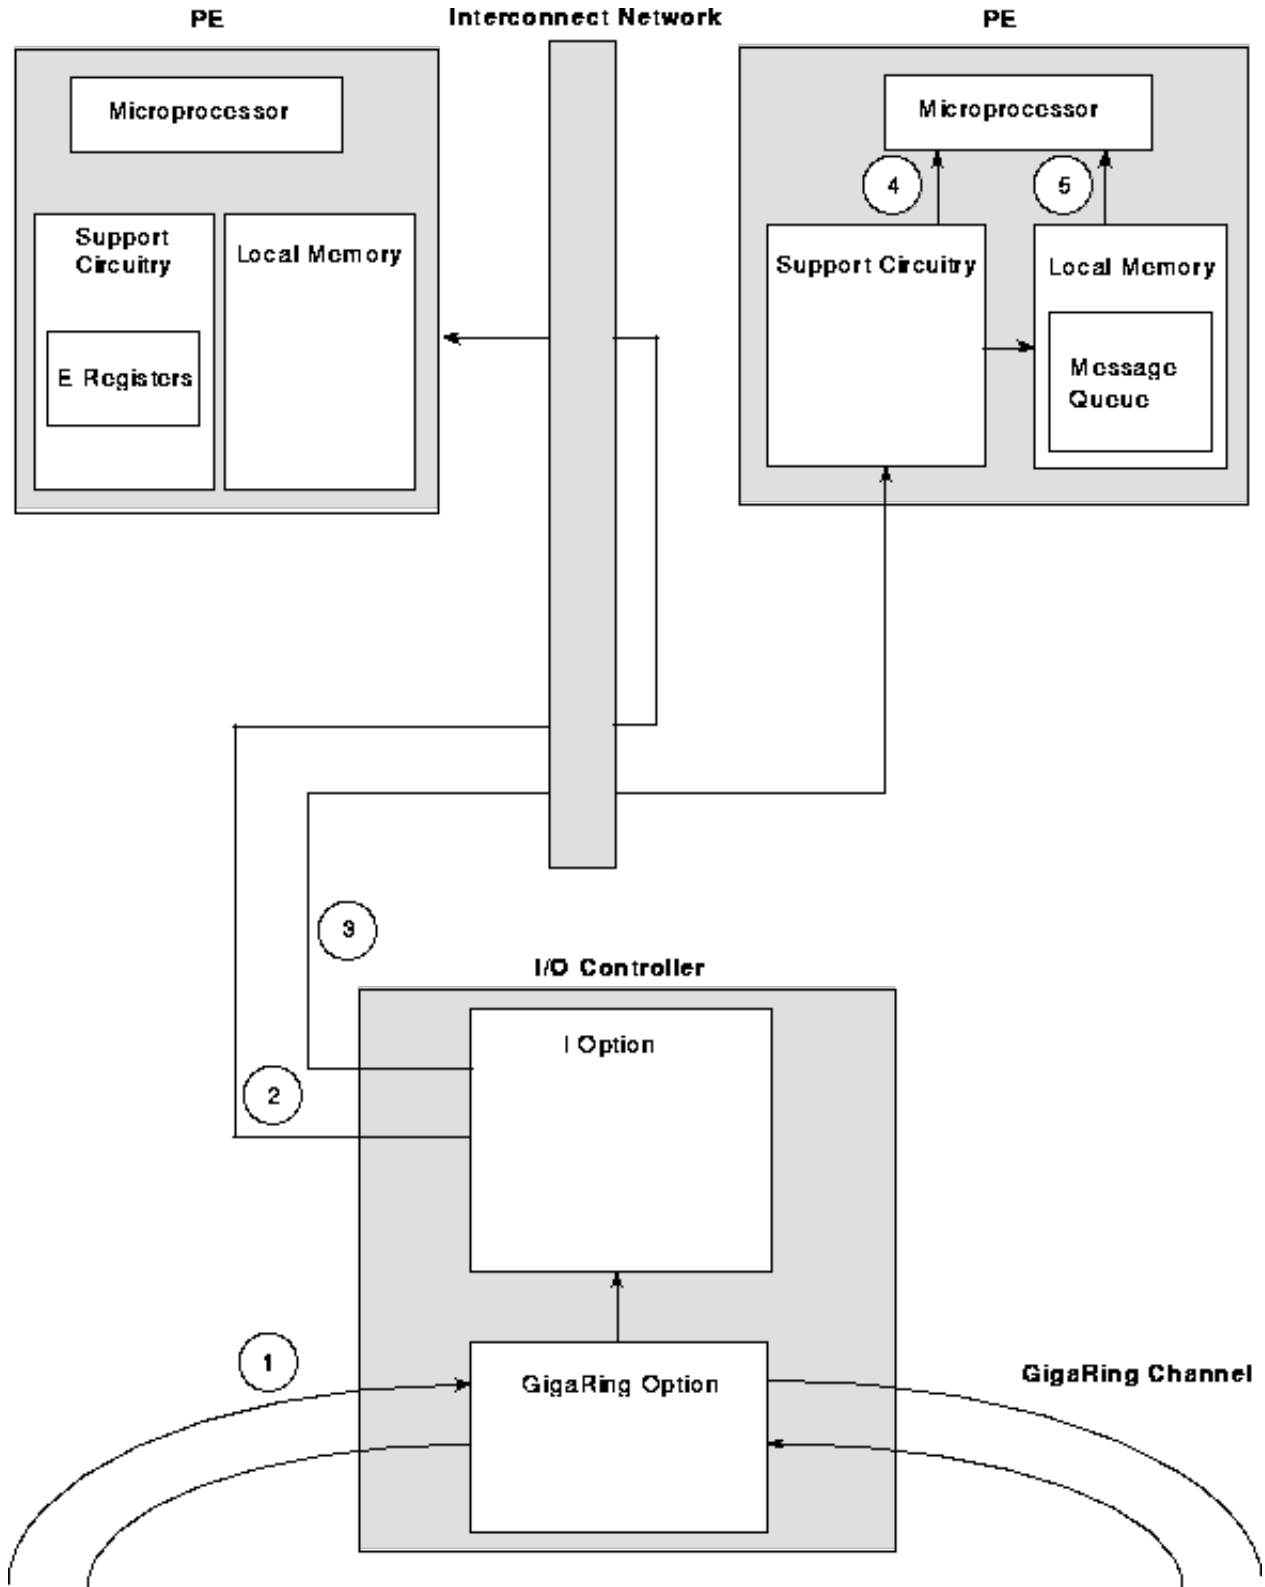 PE
Interconnect Network
PE
Microprocessor
Microprocessor
4
5
Support
Circuitry
Local Memory
Support Circuitry
Local Memory
E Registers
Message
Queue
3
I/O Controller
I Option
2
1
GigaRing Option
GigaRing Channel